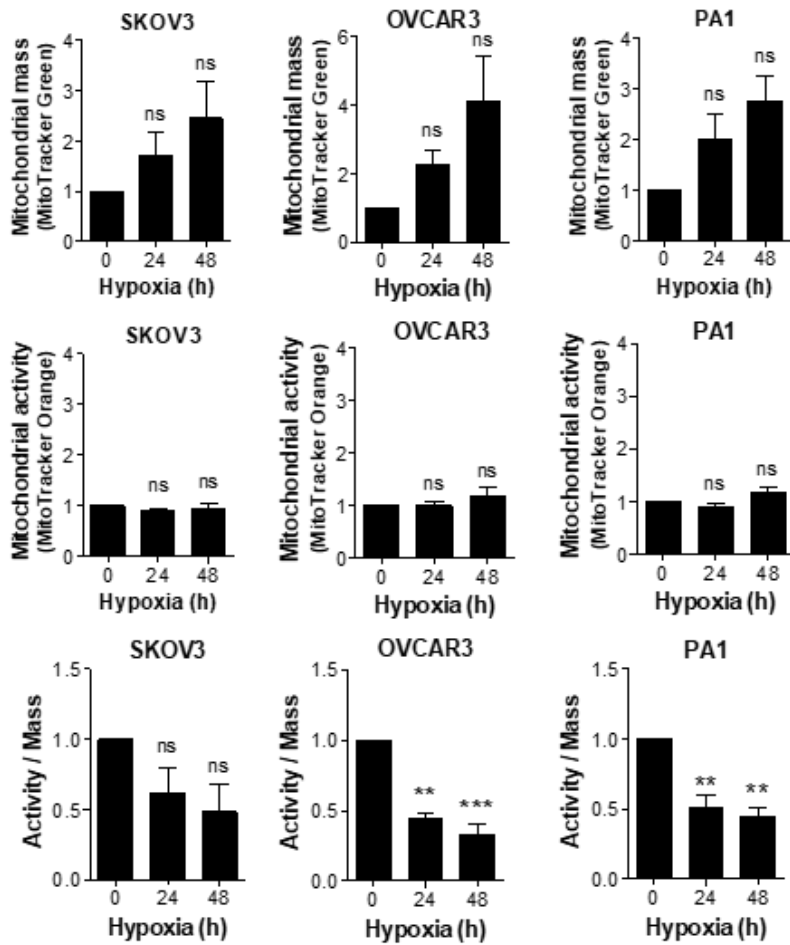 SKOV3
Mitochondrial mass
(MitoTracker Green)
4
3
2
1
0
ns
ns
0 24 48
Hypoxia (h)
OVCAR3
Mitochondrial mass
(MitoTracker Green)
6
4
2
0
ns
ns
0 24 48
Hypoxia (h)
PA1
Mitochondrial mass
(MitoTracker Green)
4
3
2
1
0
ns
ns
0 24 48
Hypoxia (h)
SKOV3
Mitochondrial activity
(MitoTracker Orange)
4
3
2
1
0
ns
ns
0 24 48
Hypoxia (h)
OVCAR3
Mitochondrial activity
(MitoTracker Orange)
4
3
2
1
0
ns
ns
0 24 48
Hypoxia (h)
PA1
Mitochondrial activity
(MitoTracker Orange)
4
3
2
1
0
ns
ns
0 24 48
Hypoxia (h)
SKOV3
Activity / Mass
1.5
1.0
0.5
0.0
ns
ns
0 24 48
Hypoxia (h)
OVCAR3
Activity / Mass
1.5
1.0
0.5
0.0
**
***
0 24 48
Hypoxia (h)
PA1
Activity / Mass
1.5
1.0
0.5
0.0
**
**
0 24 48
Hypoxia (h)